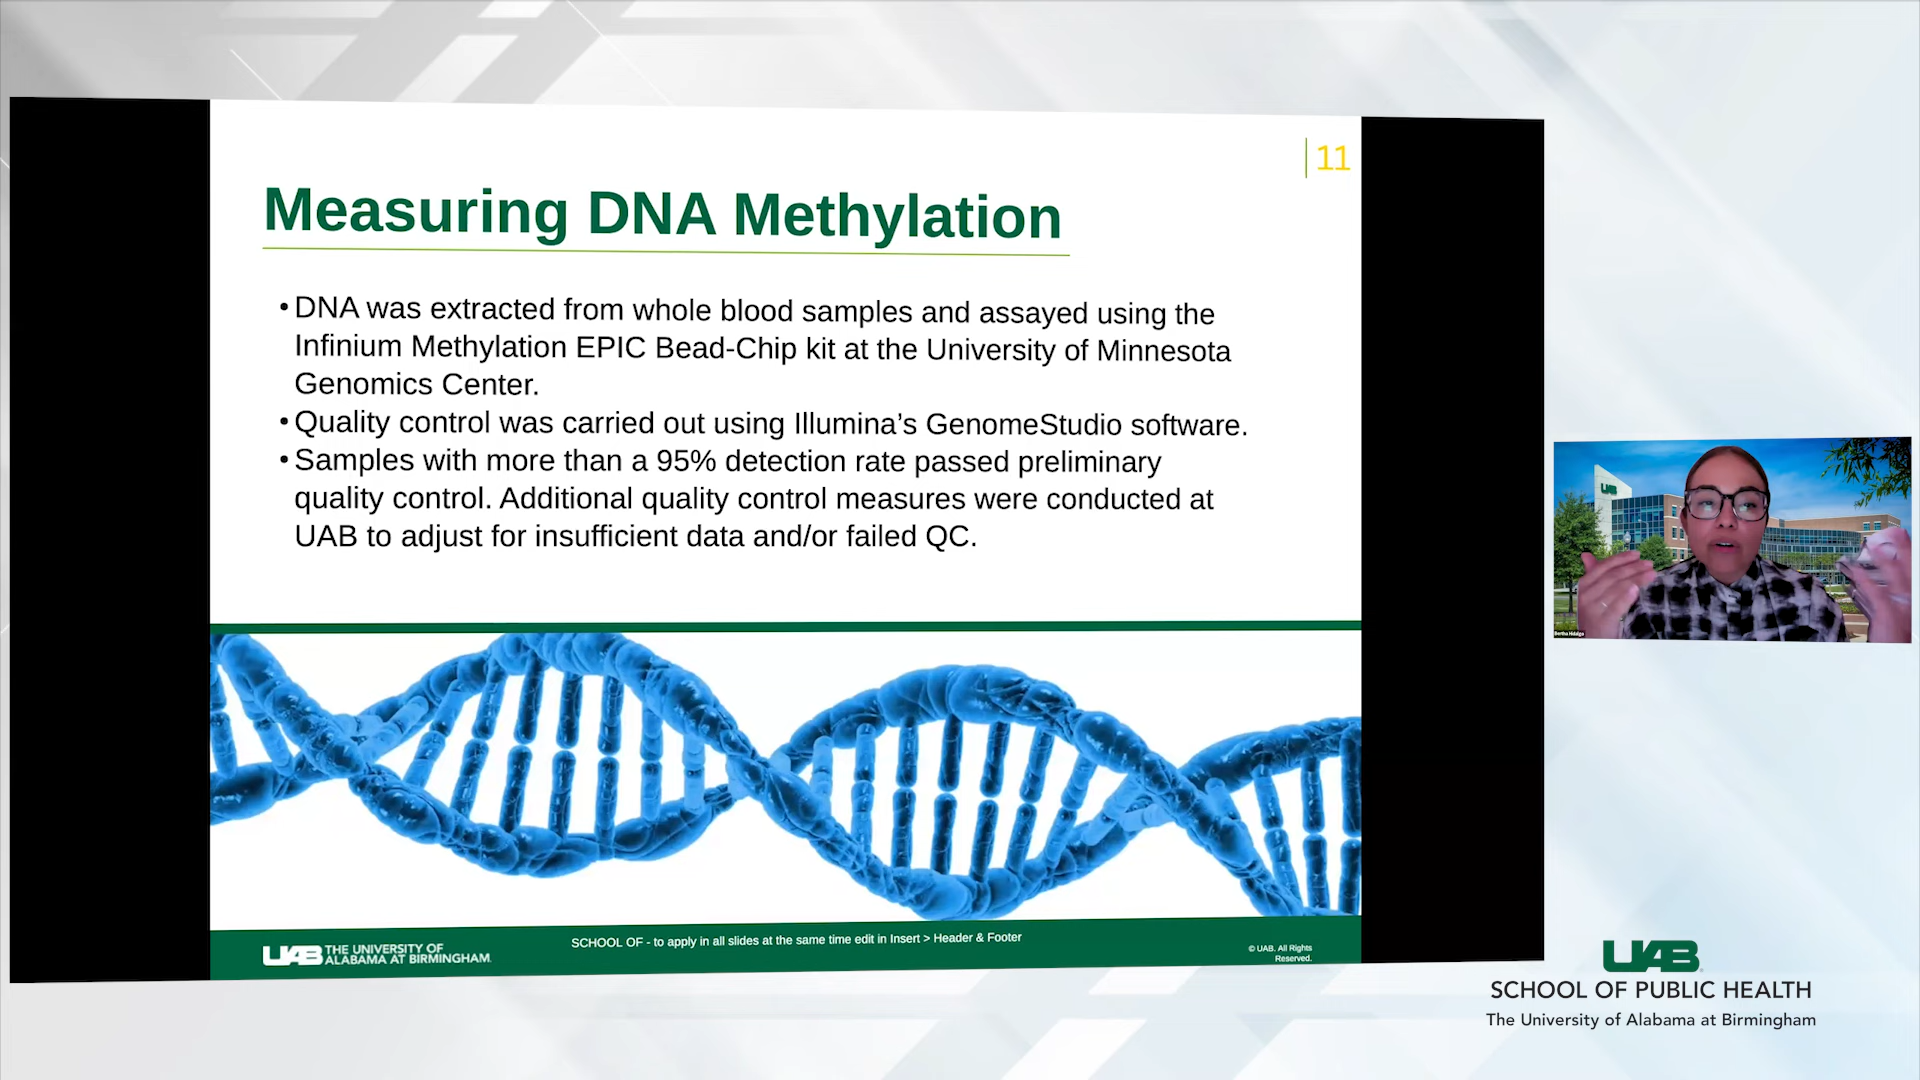 11
Measuring DNA Methylation
•DNA was extracted from whole blood samples and assayed using the
Infinium Methylation EPIC Bead-Chip kit at the University of Minnesota
Genomics Center.
•Quality control was carried out using Illumina’s GenomeStudio software.
•Samples with more than a 95% detection rate passed preliminary
quality control. Additional quality control measures were conducted at
UAB to adjust for insufficient data and/or failed QC.
UAB THE UNIVERSITY OF
ALABAMA AT BIRMINGHAM.
SCHOOL OF - to apply in all slides at the same time edit in Insert > Header & Footer
© UAB. All Rights
Reserved.
UAB
Bertha Hidalgo
UAB
SCHOOL OF PUBLIC HEALTH
The University of Alabama at Birmingham